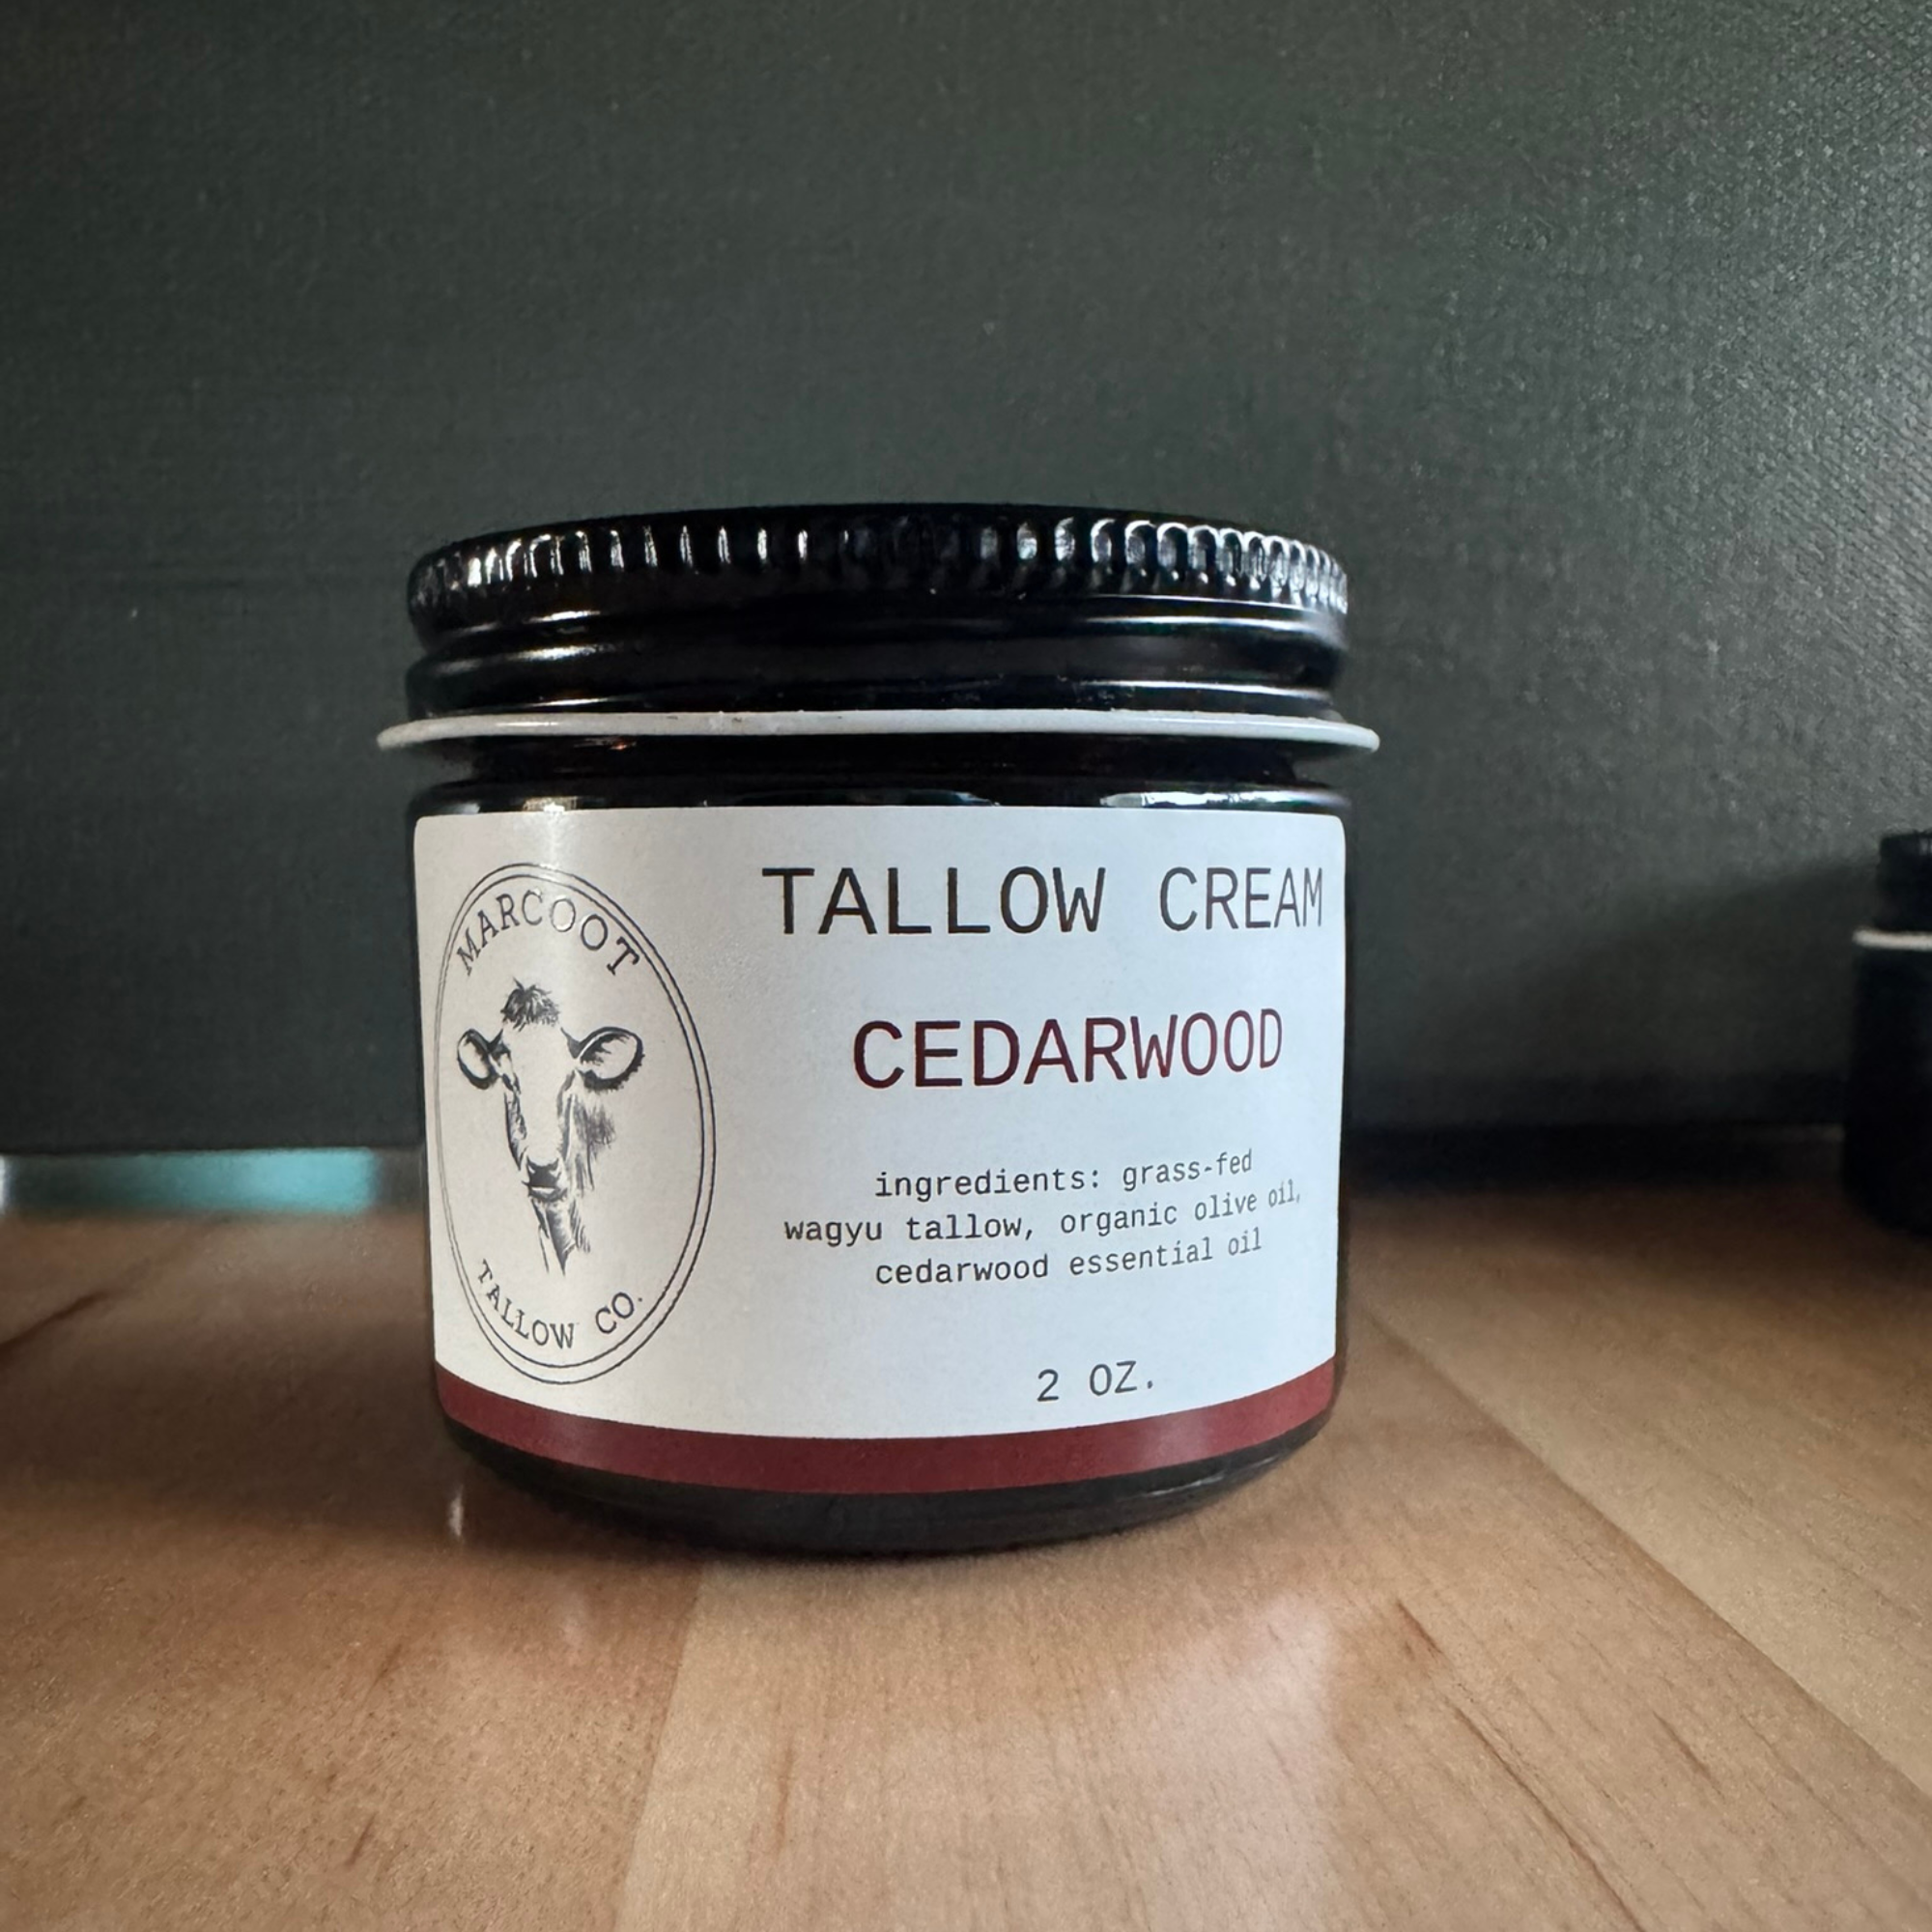 MARCOOT
TALLOW CO.
TALLOW CREAM
CEDARWOOD
ingredients: grass-fed
wagyu tallow, organic olive oil,
cedarwood essential oil
2 OZ.